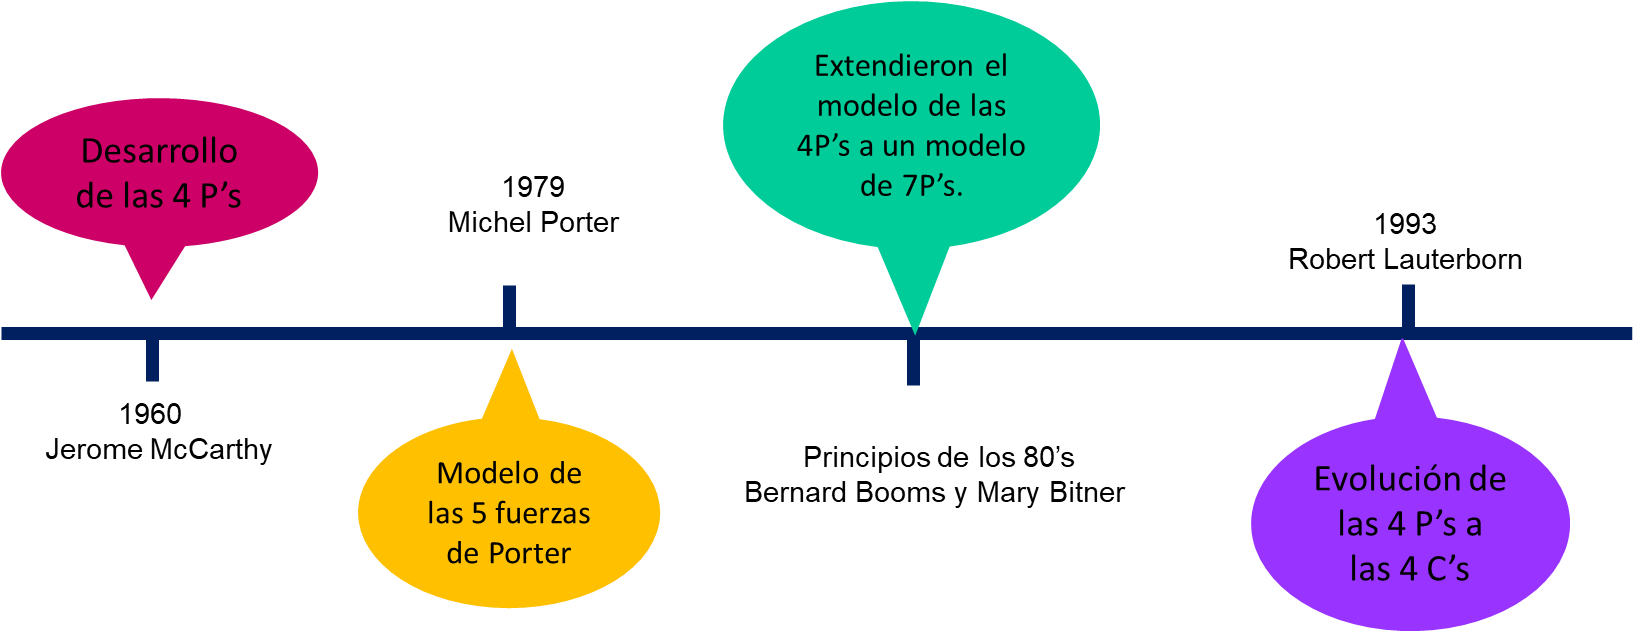 Desarrollo
de las 4 P’s
1960
Jerome McCarthy
1979
Michel Porter
Modelo de
las 5 fuerzas
de Porter
Extendieron el
modelo de las
4P’s a un modelo
de 7P’s.
Principios de los 80’s
Bernard Booms y Mary Bitner
1993
Robert Lauterborn
Evolución de
las 4 P’s a
las 4 C’s